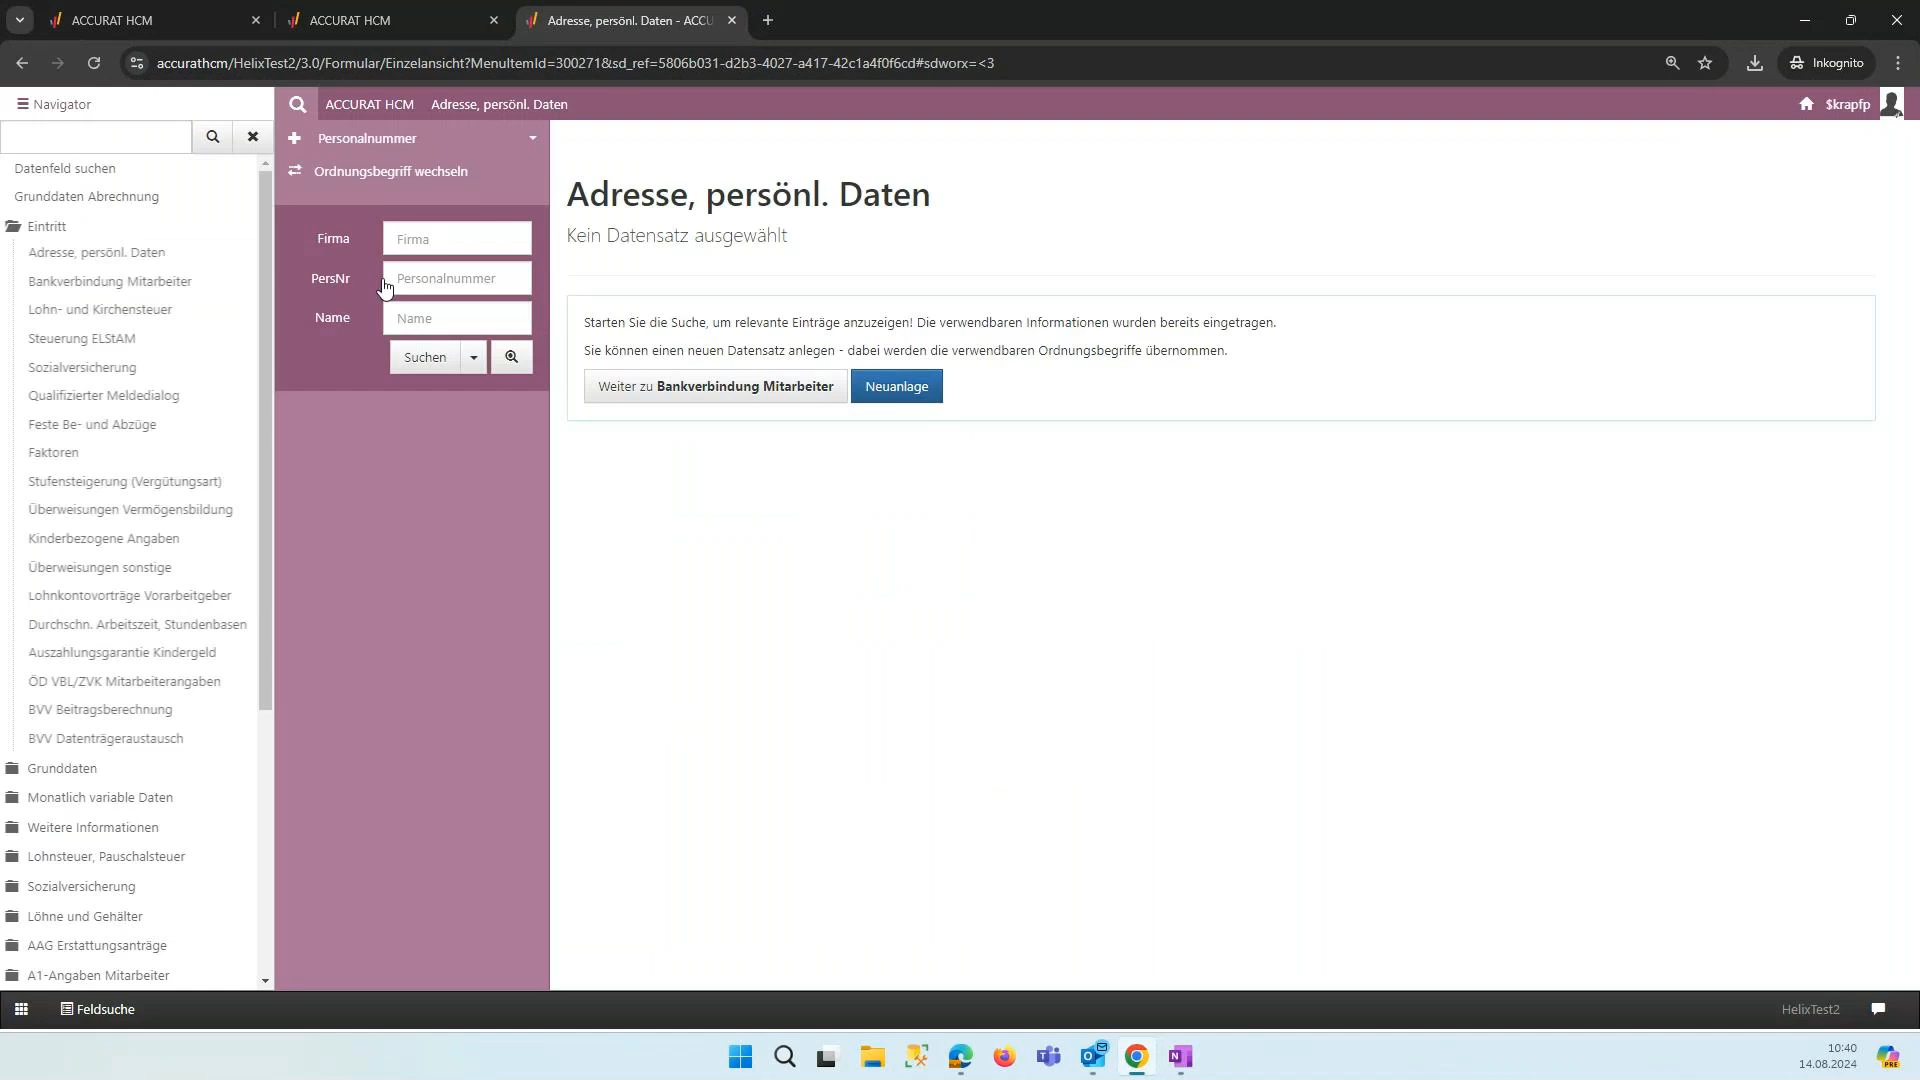 ACCURAT HCM
ACCURAT HCM
Adresse, persönl. Daten - ACCU
accurathcm/HelixTest2/3.0/Formular/Einzelansicht?MenuItemId=300271&sd_ref=5806b031-d2b3-4027-a417-42c1a4f0f6cd#sdworx=<3
Inkognito
Navigator
ACCURAT HCM Adresse, persönl. Daten
$krapfp
Datenfeld suchen
Grunddaten Abrechnung
Eintritt
Adresse, persönl. Daten
Bankverbindung Mitarbeiter
Lohn- und Kirchensteuer
Steuerung ELStAM
Sozialversicherung
Qualifizierter Meldedialog
Feste Be- und Abzüge
Faktoren
Stufensteigerung (Vergütungsart)
Überweisungen Vermögensbildung
Kinderbezogene Angaben
Überweisungen sonstige
Lohnkontovorträge Vorarbeitgeber
Durchschn. Arbeitszeit, Stundenbasen
Auszahlungsgarantie Kindergeld
ÖD VBL/ZVK Mitarbeiterangaben
BVV Beitragsberechnung
BVV Datenträgeraustausch
Grunddaten
Monatlich variable Daten
Weitere Informationen
Lohnsteuer, Pauschalsteuer
Sozialversicherung
Löhne und Gehälter
AAG Erstattungsanträge
A1-Angaben Mitarbeiter
Personalnummer
Ordnungsbegriff wechseln
Firma Firma
PersNr Personalnummer
Name Name
Suchen
Adresse, persönl. Daten
Kein Datensatz ausgewählt
Starten Sie die Suche, um relevante Einträge anzuzeigen! Die verwendbaren Informationen wurden bereits eingetragen.
Sie können einen neuen Datensatz anlegen - dabei werden die verwendbaren Ordnungsbegriffe übernommen.
Weiter zu Bankverbindung Mitarbeiter Neuanlage
Feldsuche
HelixTest2
10:40
14.08.2024
PRE